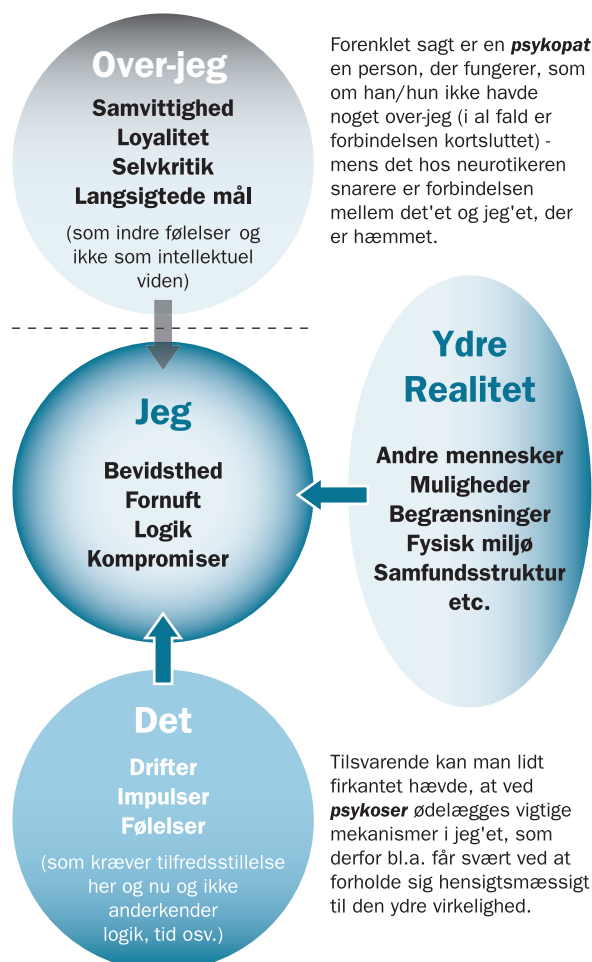 Over-jeg
Samvittighed
Loyalitet
Selvkritik
Langsigtede mål
(som indre følelser og
ikke som intellektuel
viden)
Forenklet sagt er en psykopat
en person, der fungerer, som
om han/hun ikke havde
noget over-jeg (i al fald er
forbindelsen kortsluttet) -
mens det hos neurotikeren
snarere er forbindelsen
mellem det'et og jeg'et, der
er hæmmet.
Jeg
Bevidsthed
Fornuft
Logik
Kompromiser
Ydre
Realitet
Andre mennesker
Muligheder
Begrænsninger
Fysisk miljø
Samfundsstruktur
etc.
Det
Drifter
Impulser
Følelser
(som kræver tilfredsstillelse
her og nu og ikke
anderkender
logik, tid osv.)
Tilsvarende kan man lidt
firkantet hævde, at ved
psykoser ødelægges vigtige
mekanismer i jeg'et, som
derfor bl.a. får svært ved at
forholde sig hensigtsmæssigt
til den ydre virkelighed.